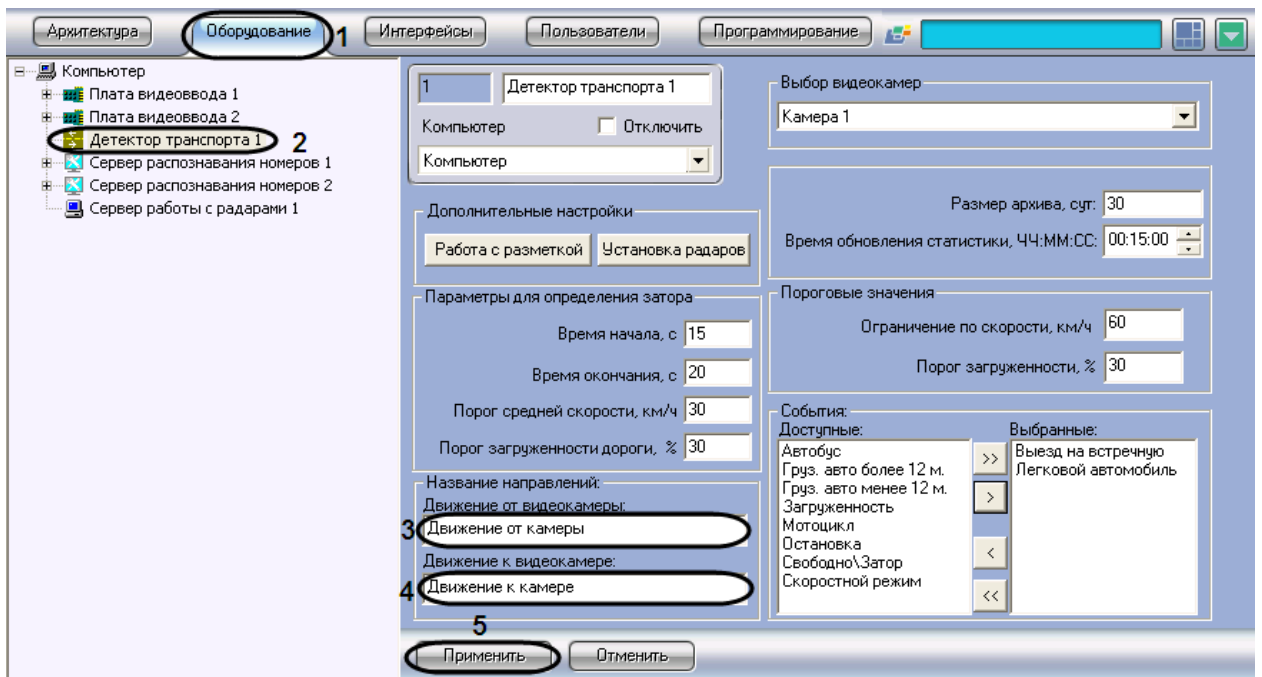 Архитектура Оборудование 1 Интерфейсы Пользователи Программирование
Компьютер
Плата видеоввода 1
Плата видеоввода 2
Детектор транспорта 1 2
Сервер распознавания номеров 1
Сервер распознавания номеров 2
Сервер работы с радарами 1
1 Детектор транспорта 1
Компьютер Отключить
Компьютер
Дополнительные настройки
Работа с разметкой Установка радаров
Параметры для определения затора
Время начала, с 15
Время окончания, с 20
Порог средней скорости, км/ч 30
Порог загруженности дороги, % 30
Название направлений:
Движение от видеокамеры:
3 Движение от камеры
Движение к видеокамере:
4 Движение к камере
Выбор видеокамер
Камера 1
Размер архива, сут: 30
Время обновления статистики, ЧЧ:ММ:СС: 00:15:00
Пороговые значения
Ограничение по скорости, км/ч 60
Порог загруженности, % 30
События:
Доступные:
Автобус
Груз. авто более 12 м.
Груз. авто менее 12 м.
Загруженность
Мотоцикл
Остановка
Свободно\Затор
Скоростной режим
>>
>
<
<<
Выбранные:
Выезд на встречную
Легковой автомобиль
5
Применить Отменить